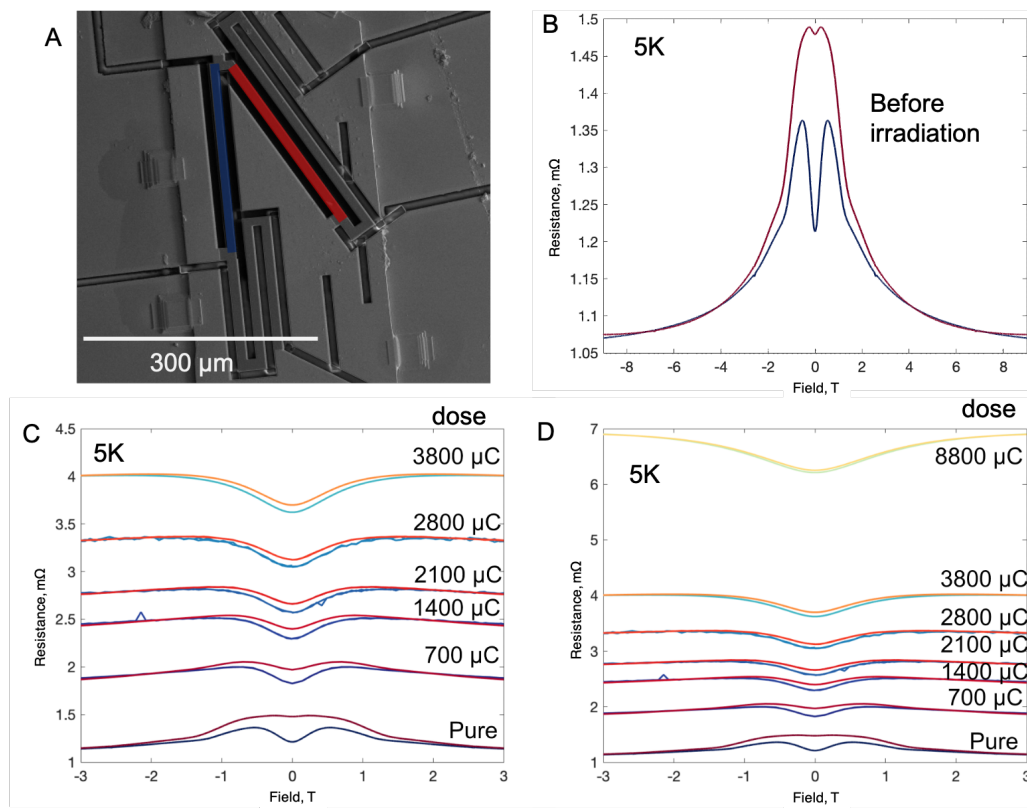 A
300 µm
B
5K
Before
irradiation
Resistance, mΩ
1.5
1.45
1.4
1.35
1.3
1.25
1.2
1.15
1.1
1.05
-8 -6 -4 -2 0 2 4 6 8
Field, T
C
5K
dose
3800 µC
2800 µC
2100 µC
1400 µC
700 µC
Pure
Resistance, mΩ
4.5
4
3.5
3
2.5
2
1.5
1
-3 -2 -1 0 1 2 3
Field, T
D
5K
dose
8800 µC
3800 µC
2800 µC
2100 µC
1400 µC
700 µC
Pure
Resistance, mΩ
7
6
5
4
3
2
1
-3 -2 -1 0 1 2 3
Field, T